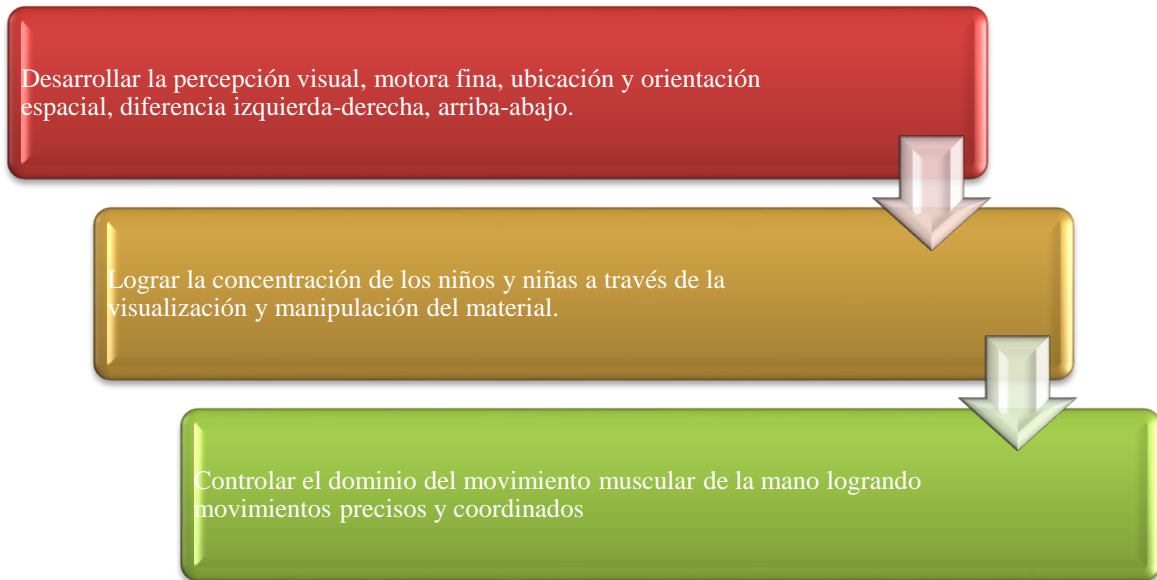 Desarrollar la percepción visual, motora fina, ubicación y orientación
espacial, diferencia izquierda-derecha, arriba-abajo.
Lograr la concentración de los niños y niñas a través de la
visualización y manipulación del material.
Controlar el dominio del movimiento muscular de la mano logrando
movimientos precisos y coordinados